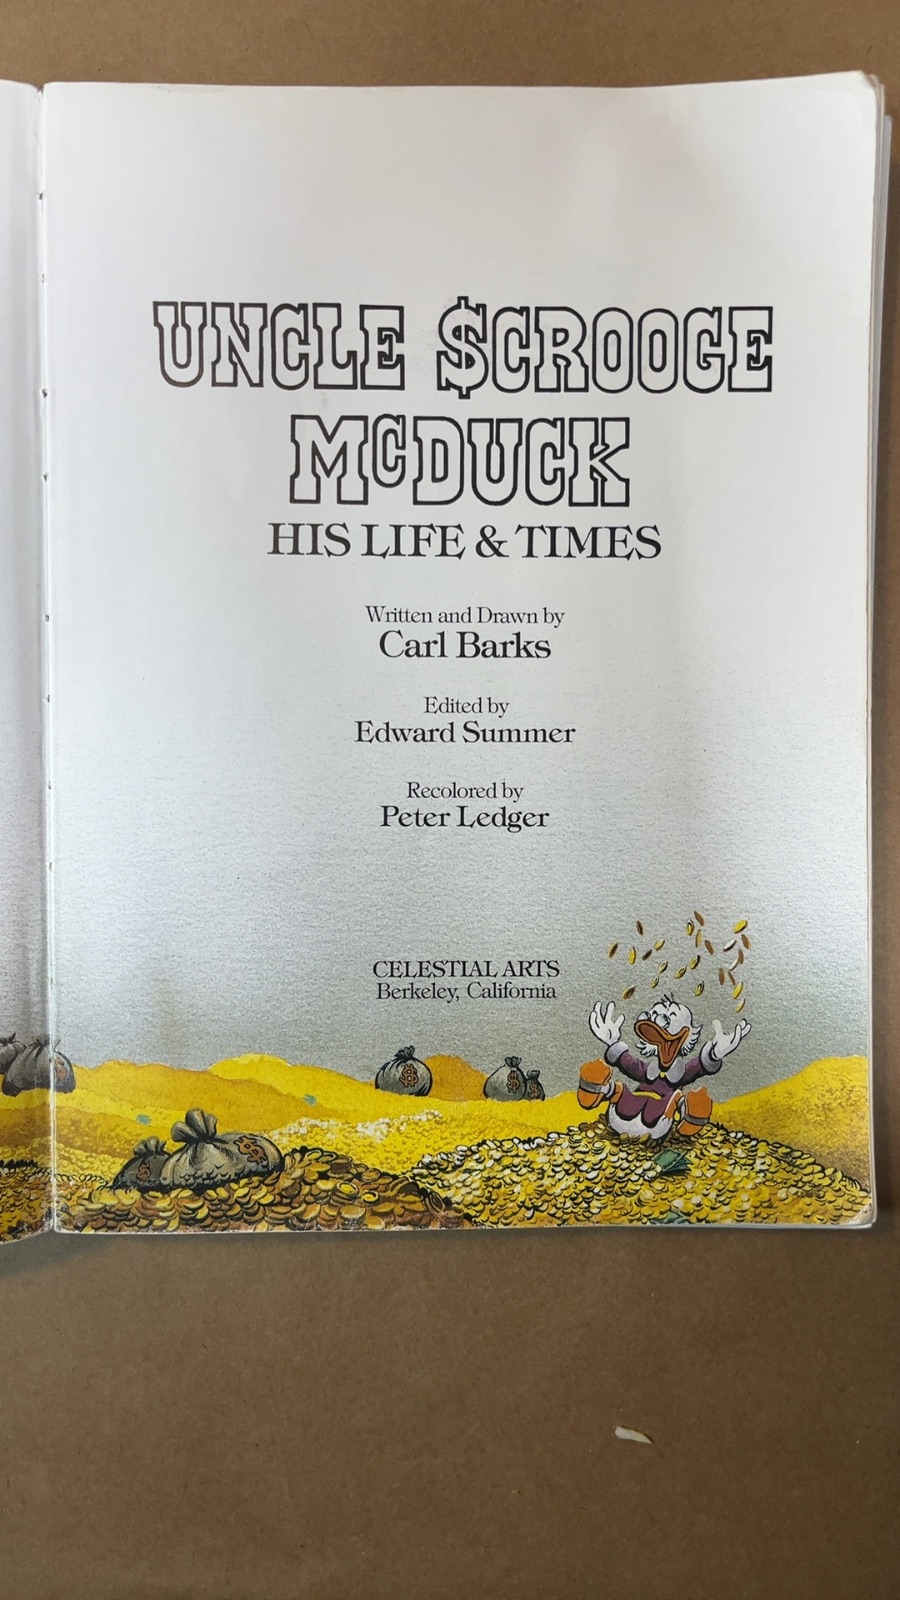 UNCLE $CROOGE
McDUCK
HIS LIFE & TIMES
Written and Drawn by
Carl Barks
Edited by
Edward Summer
Recolored by
Peter Ledger
CELESTIAL ARTS
Berkeley, California
$
$